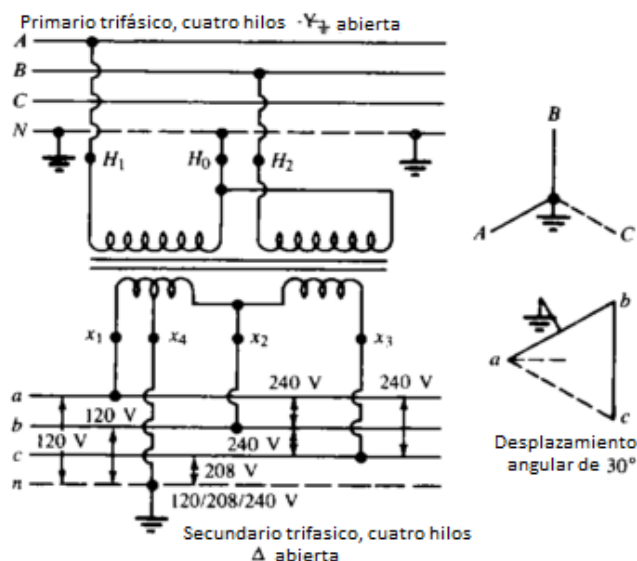 Primario trifásico, cuatro hilos -Y⏚ abierta
A
B
C
N
H₁ H₀ H₂
B
A C
x₁ x₄ x₂ x₃
a
b
c
n
240 V 240 V
120 V
120 V 240 V
208 V
120/208/240 V
Secundario trifasico, cuatro hilos
Δ abierta
b
a
c
Desplazamiento
angular de 30°